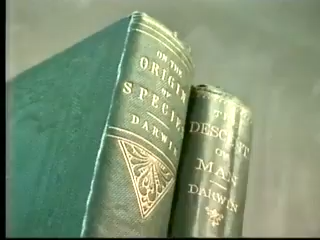 ON THE
ORIGIN
OF
SPECIES
DARWIN
THE
DESCENT
OF
MAN
DARWIN